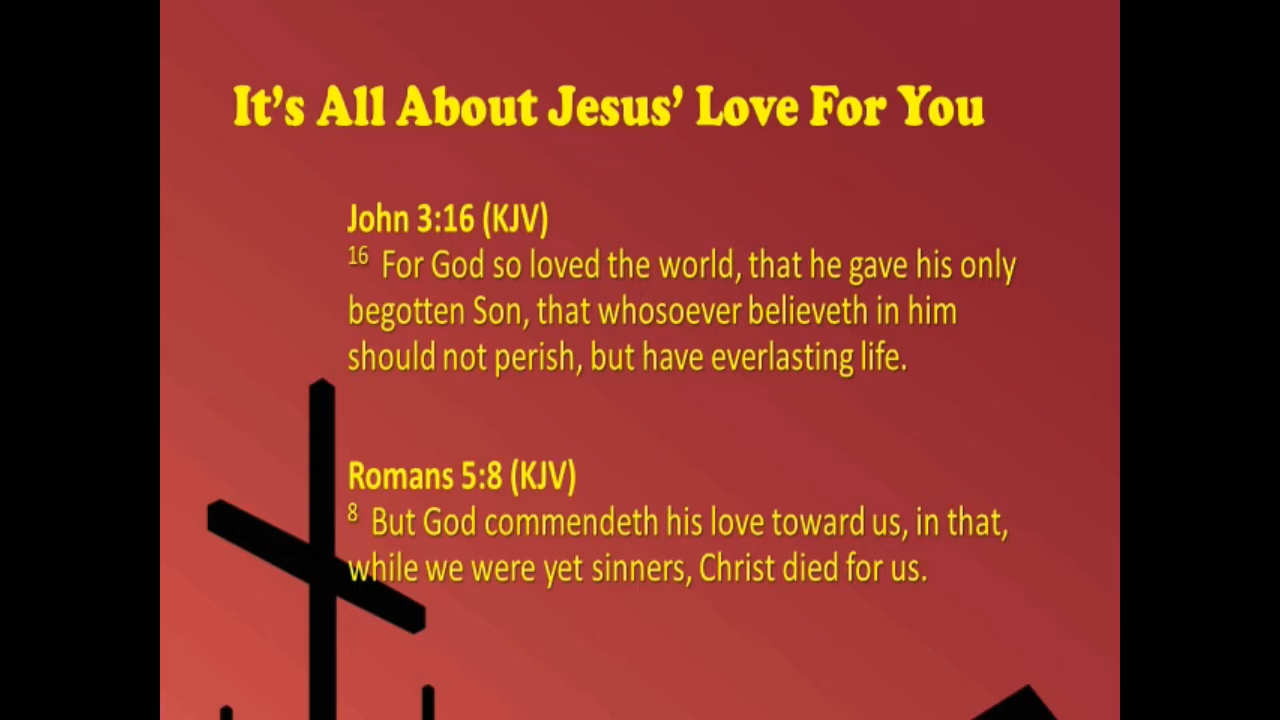 It’s All About Jesus’ Love For You
John 3:16 (KJV)
16 For God so loved the world, that he gave his only
begotten Son, that whosoever believeth in him
should not perish, but have everlasting life.
Romans 5:8 (KJV)
8 But God commendeth his love toward us, in that,
while we were yet sinners, Christ died for us.